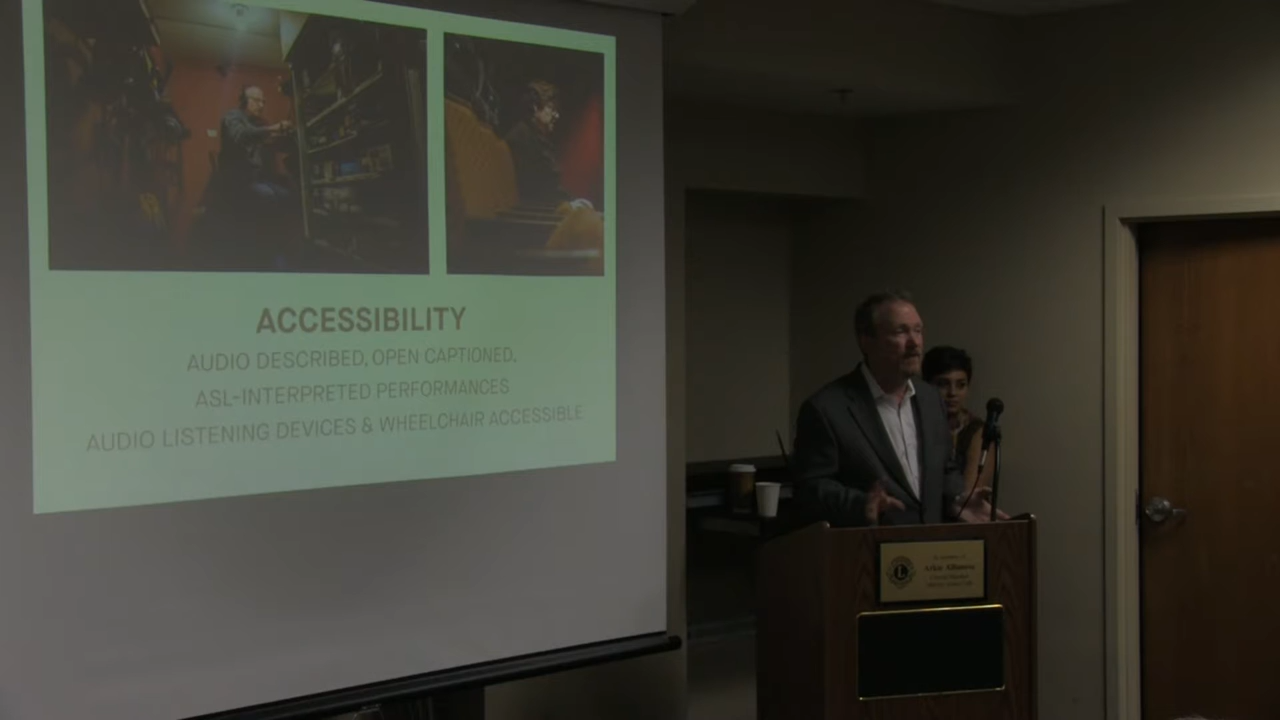 ACCESSIBILITY
AUDIO DESCRIBED, OPEN CAPTIONED,
ASL-INTERPRETED PERFORMANCES
AUDIO LISTENING DEVICES & WHEELCHAIR ACCESSIBLE
L